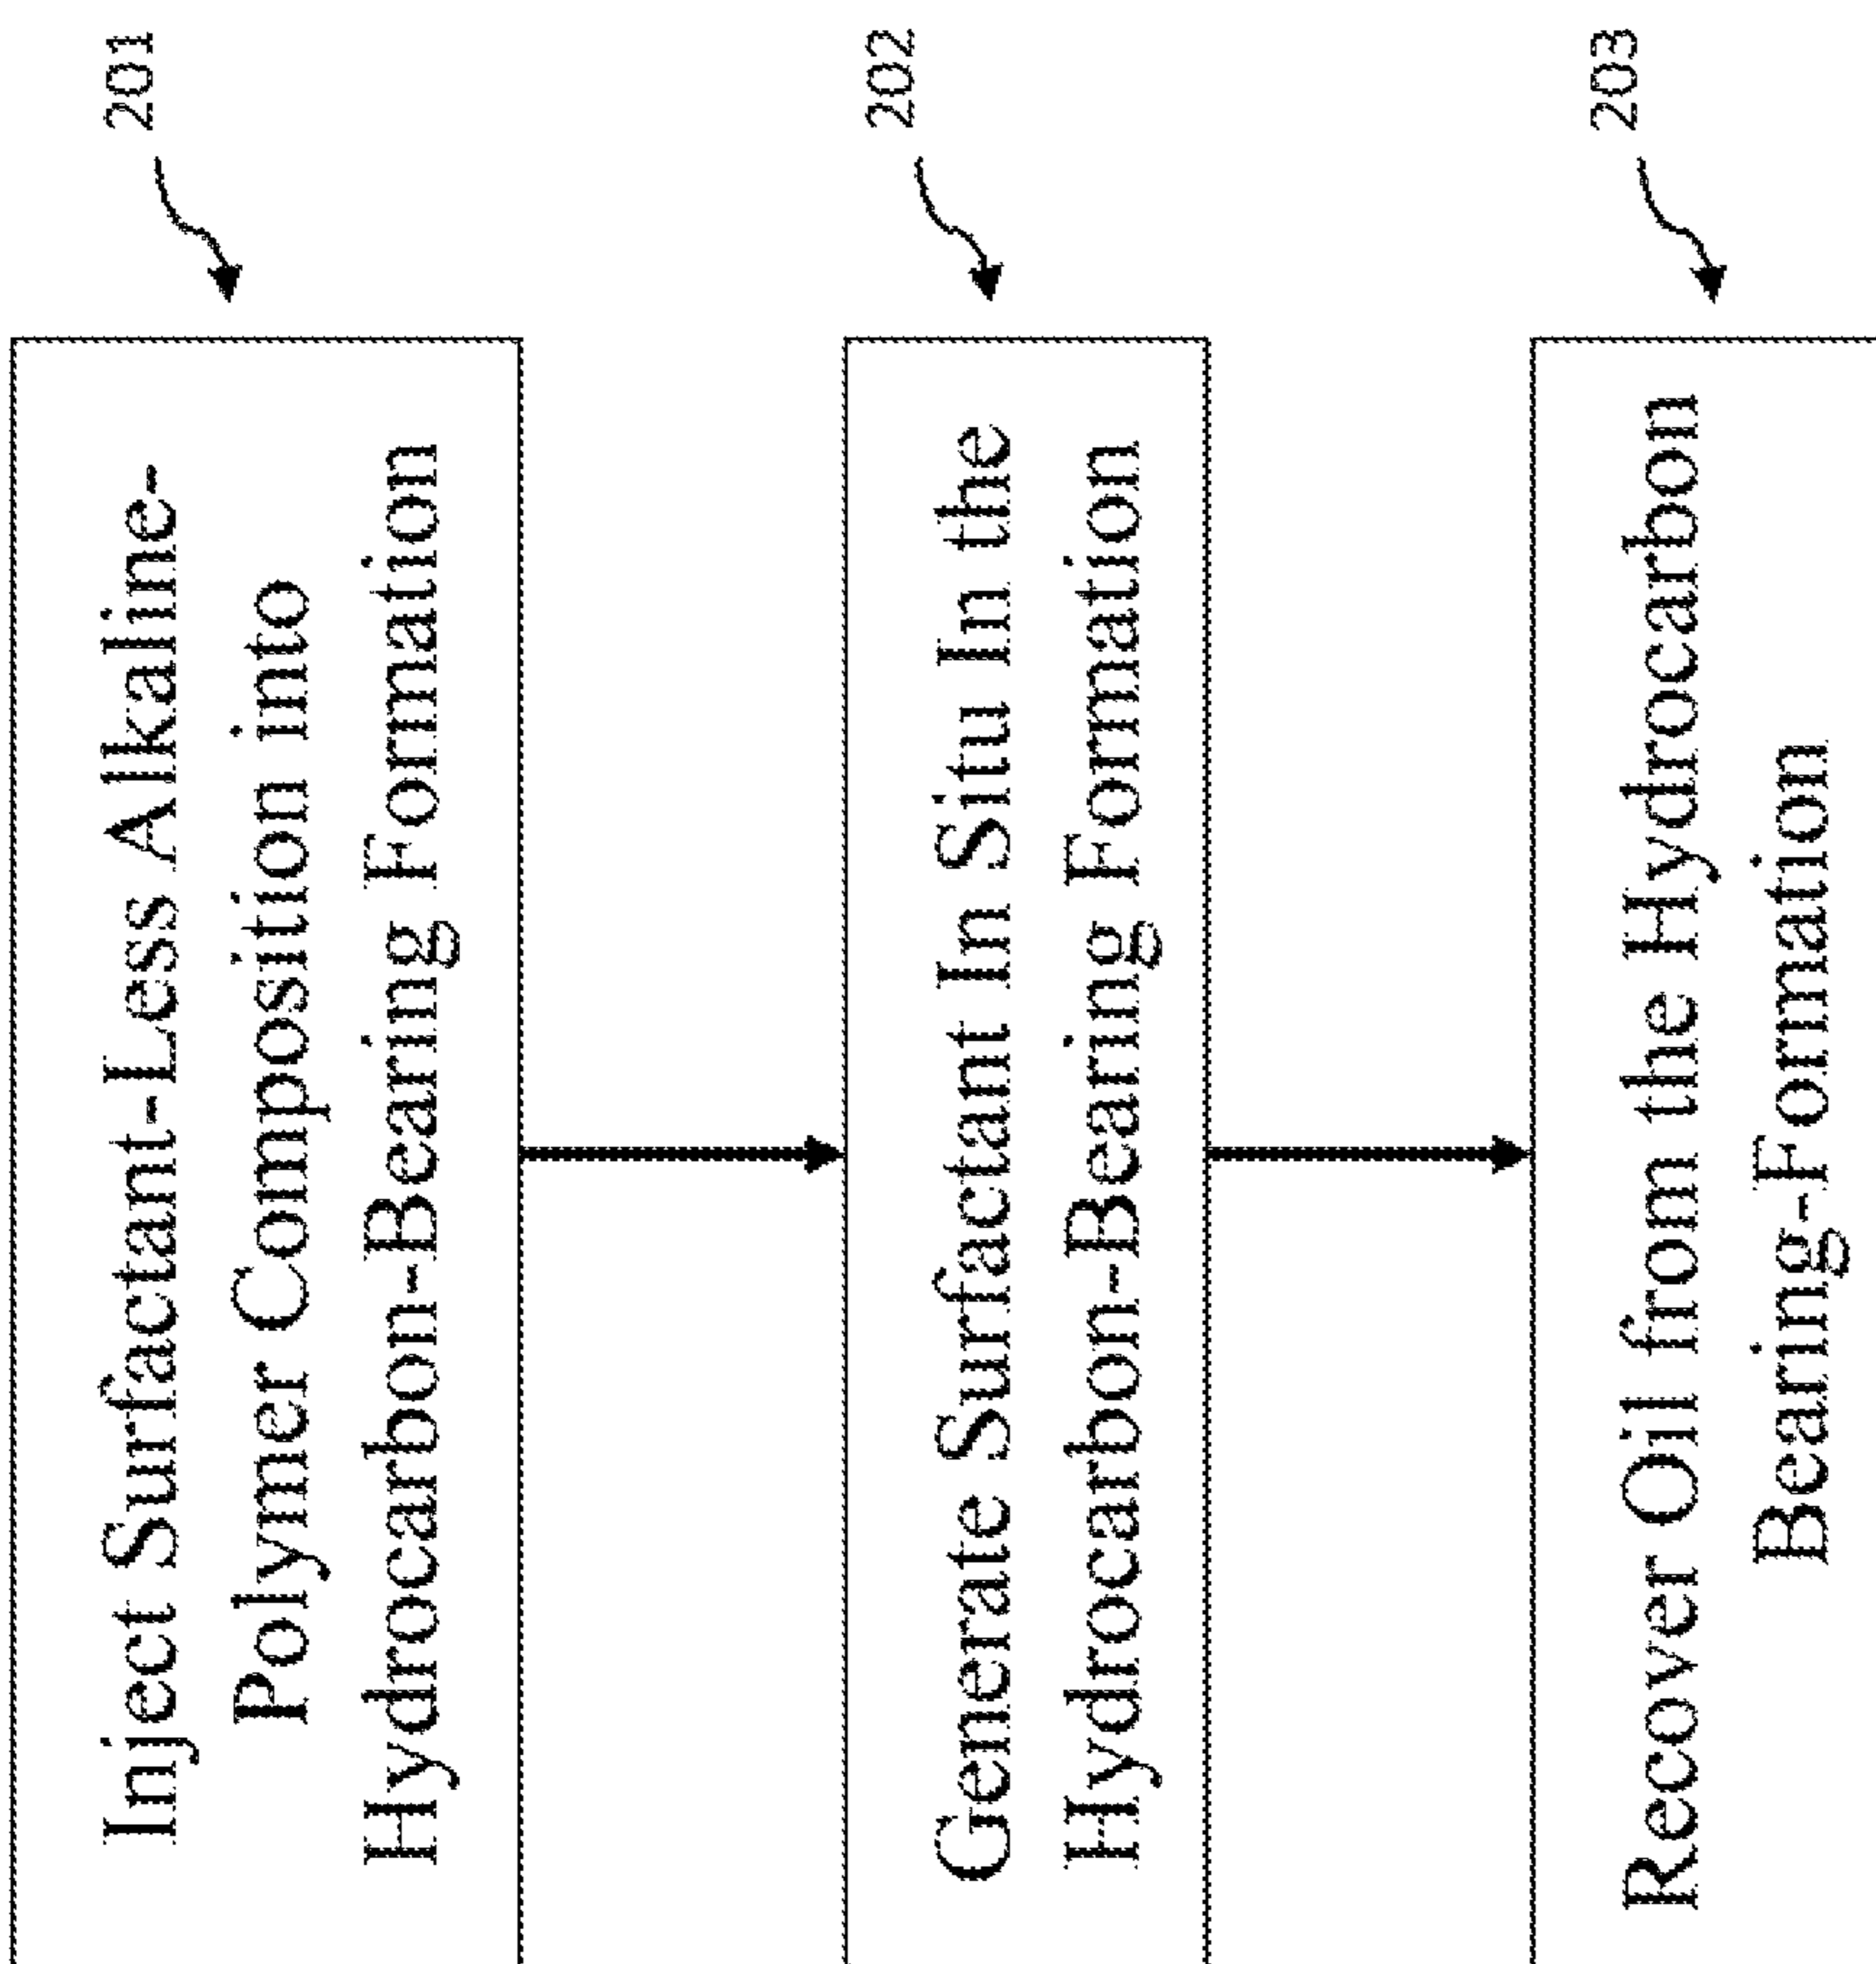 Inject Surfactant-Less Alkaline-
Polymer Composition into
Hydrocarbon-Bearing Formation
201
Generate Surfactant In Situ In the
Hydrocarbon-Bearing Formation
202
Recover Oil from the Hydrocarbon
Bearing-Formation
203